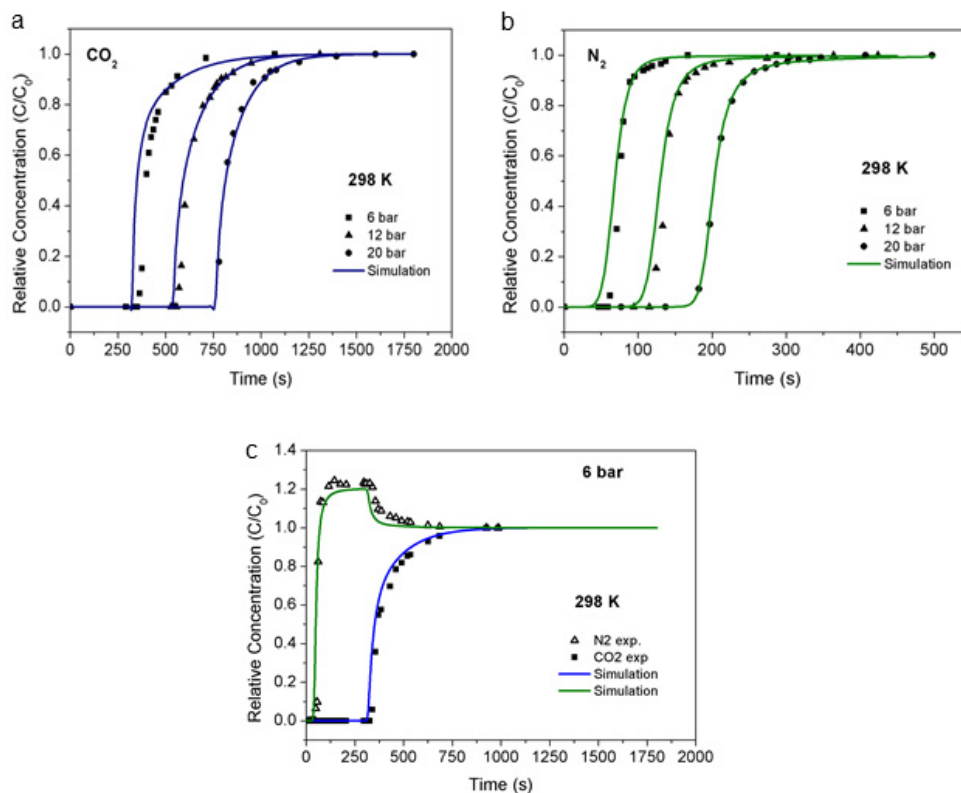 a
CO₂
298 K
6 bar
12 bar
20 bar
Simulation
Relative Concentration (C/C₀)
1.0
0.8
0.6
0.4
0.2
0.0
0 250 500 750 1000 1250 1500 1750 2000
Time (s)
b
N₂
298 K
6 bar
12 bar
20 bar
Simulation
Relative Concentration (C/C₀)
1.0
0.8
0.6
0.4
0.2
0.0
0 100 200 300 400 500
Time (s)
c
6 bar
298 K
N2 exp.
CO2 exp
Simulation
Simulation
Relative Concentration (C/C₀)
1.4
1.2
1.0
0.8
0.6
0.4
0.2
0.0
0 250 500 750 1000 1250 1500 1750 2000
Time (s)